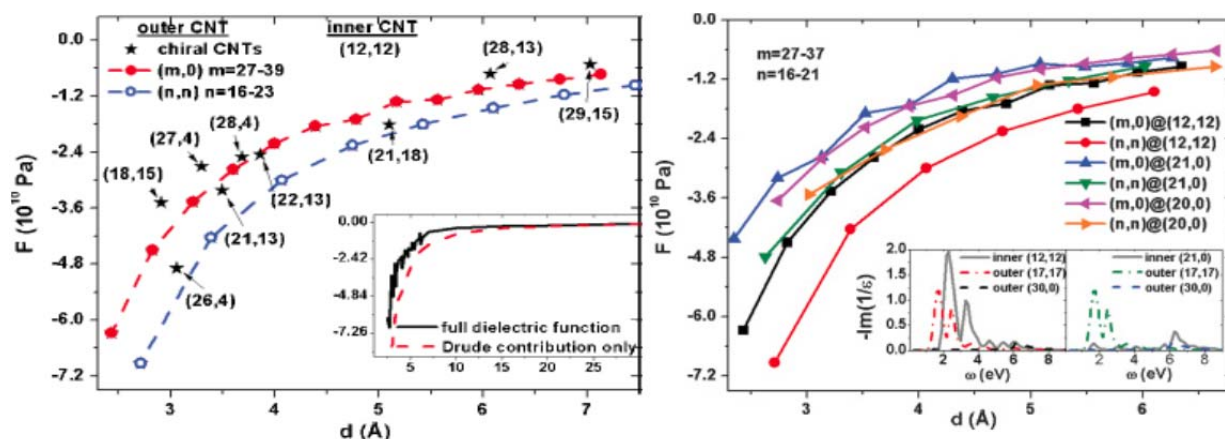 outer CNT inner CNT
chiral CNTs (12,12)
(m,0) m=27-39
(n,n) n=16-23
(28,13)
(29,15)
(28,4)
(27,4)
(21,18)
(18,15)
(22,13)
(21,13)
(26,4)
0.0
-1.2
-2.4
-3.6
-4.8
-6.0
-7.2
F (10¹⁰ Pa)
0.00
-2.42
-4.84
-7.26
full dielectric function
Drude contribution only
5 10 15 20 25 30
3 4 5 6 7
d (Å)
0.0
-1.2
-2.4
-3.6
-4.8
-6.0
-7.2
F (10¹⁰ Pa)
m=27-37
n=16-21
(m,0)@(12,12)
(n,n)@(12,12)
(m,0)@(21,0)
(n,n)@(21,0)
(m,0)@(20,0)
(n,n)@(20,0)
2.0
1.5
1.0
0.5
0.0
-Im(1/ε)
inner (12,12)
outer (17,17)
outer (30,0)
2 4 6 8
ω (eV)
inner (21,0)
outer (17,17)
outer (30,0)
2 4 6 8
ω (eV)
3 4 5 6 7
d (Å)